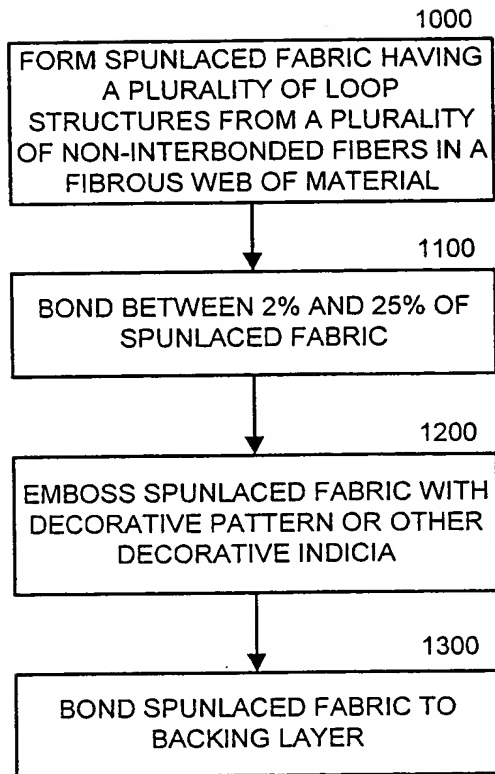 1000
FORM SPUNLACED FABRIC HAVING
A PLURALITY OF LOOP
STRUCTURES FROM A PLURALITY
OF NON-INTERBONDED FIBERS IN A
FIBROUS WEB OF MATERIAL
1100
BOND BETWEEN 2% AND 25% OF
SPUNLACED FABRIC
1200
EMBOSS SPUNLACED FABRIC WITH
DECORATIVE PATTERN OR OTHER
DECORATIVE INDICIA
1300
BOND SPUNLACED FABRIC TO
BACKING LAYER